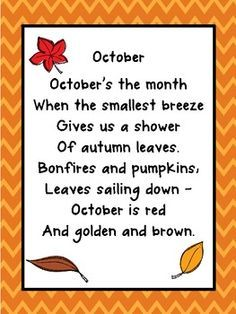 October
October's the month
When the smallest breeze
Gives us a shower
Of autumn leaves.
Bonfires and pumpkins,
Leaves sailing down -
October is red
And golden and brown.